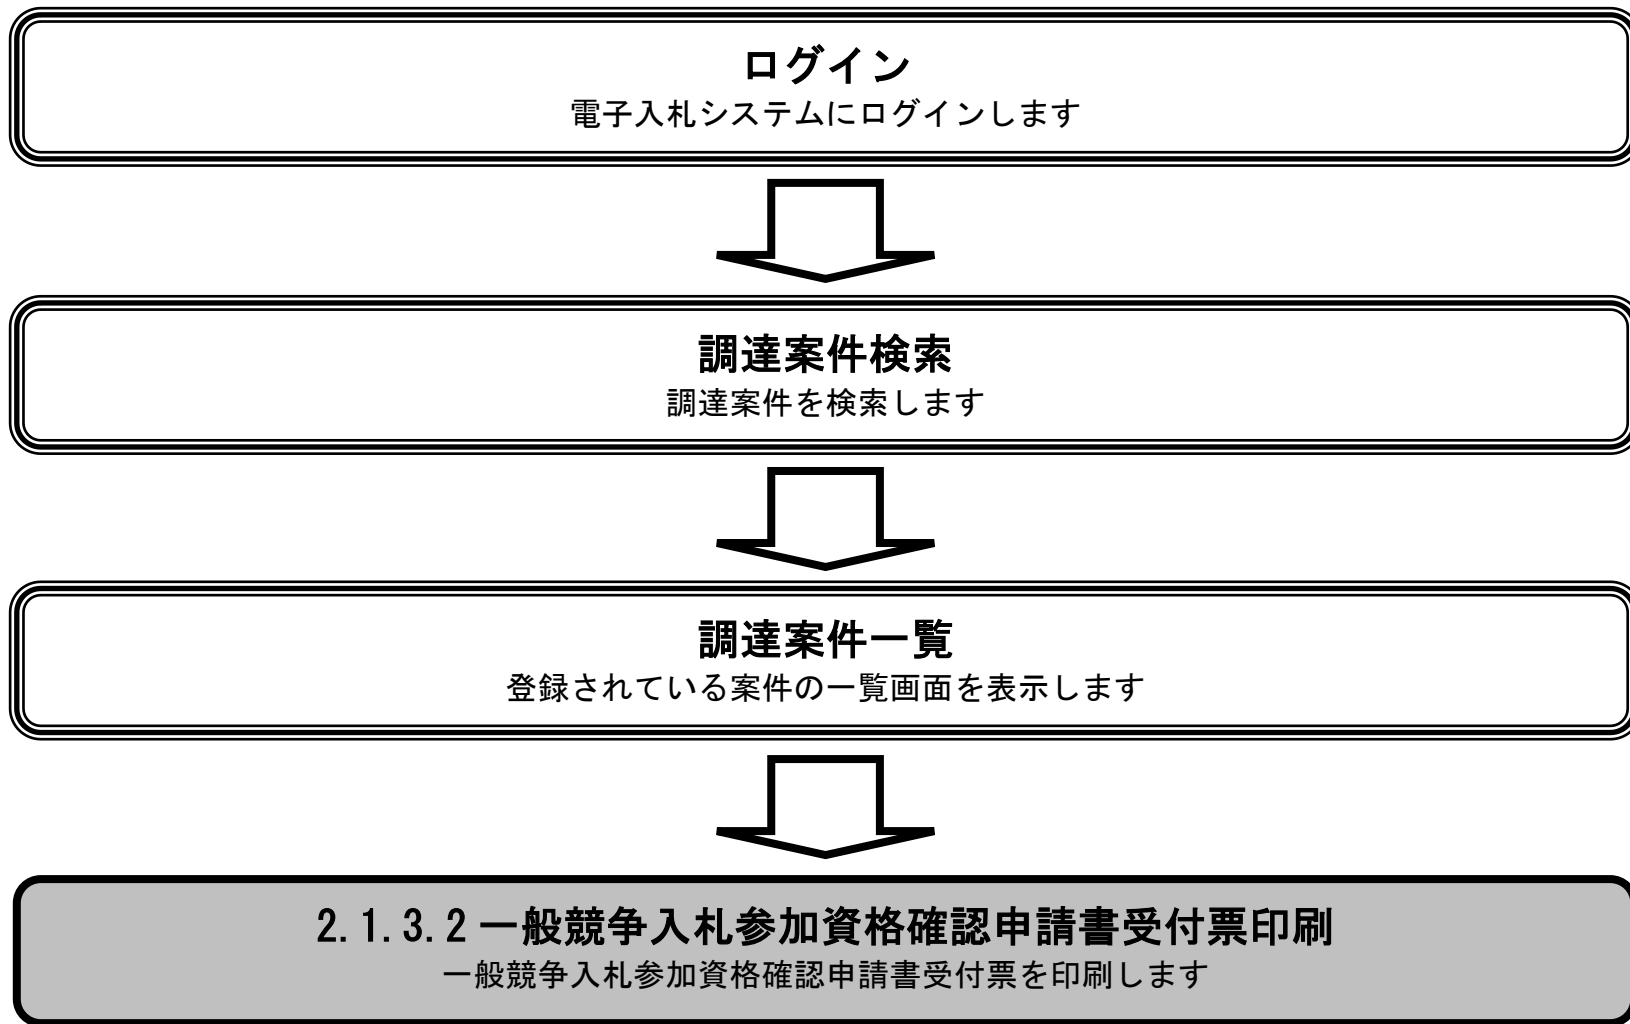 ログイン
電子入札システムにログインします
調達案件検索
調達案件を検索します
調達案件一覧
登録されている案件の一覧画面を表示します
2.1.3.2 一般競争入札参加資格確認申請書受付票印刷
一般競争入札参加資格確認申請書受付票を印刷します